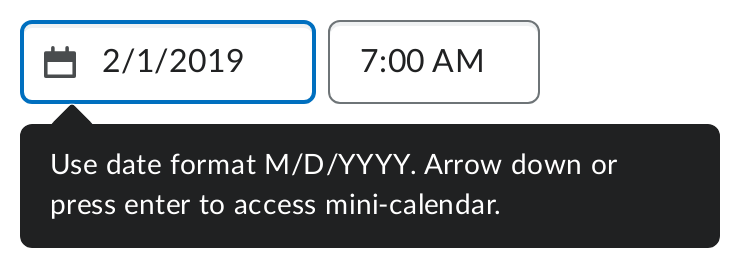 2/1/2019 7:00 AM
Use date format M/D/YYYY. Arrow down or
press enter to access mini-calendar.